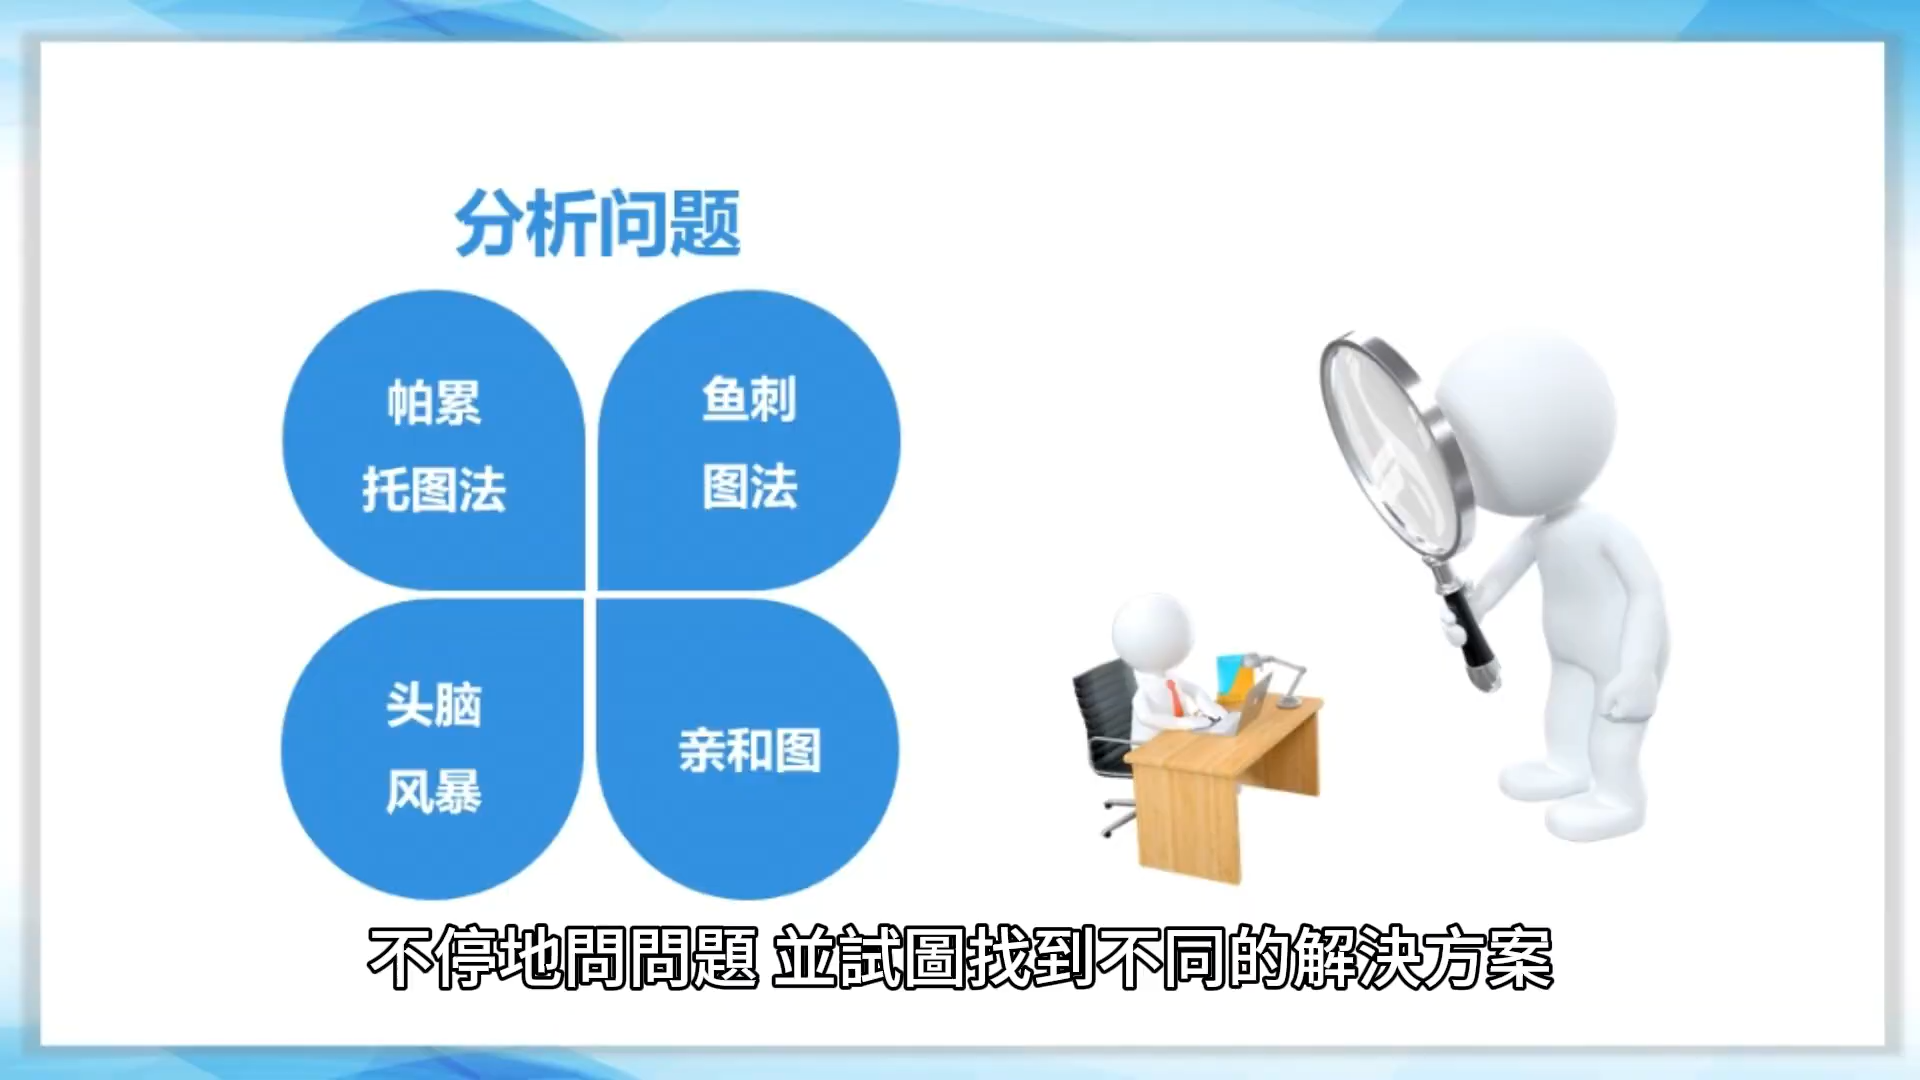 分析问题
帕累
托图法
鱼刺
图法
头脑
风暴
亲和图
不停地問問題 並試圖找到不同的解決方案